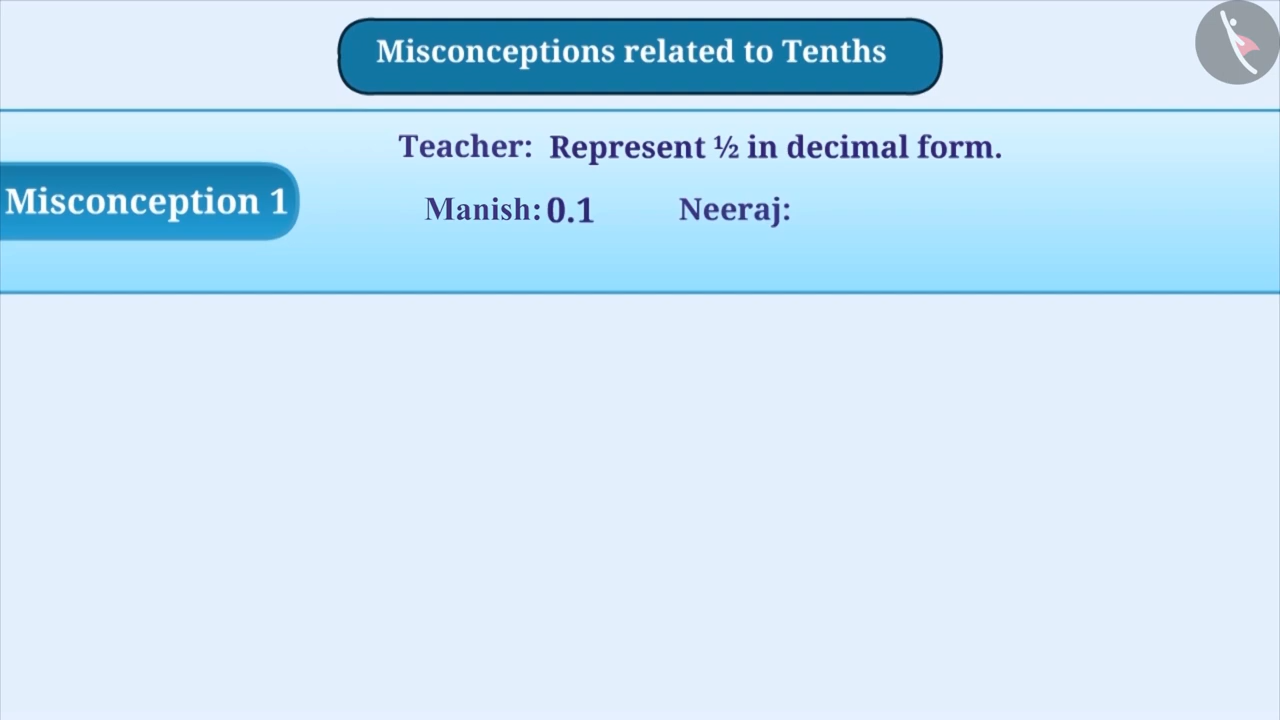 Misconceptions related to Tenths
Teacher: Represent ½ in decimal form.
Misconception 1
Manish: 0.1 Neeraj: